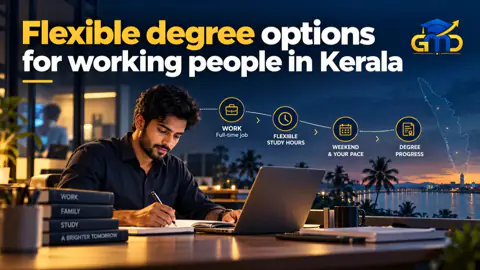 Flexible degree options
for working people in Kerala
GMD
WORK
Full-time job
FLEXIBLE
STUDY HOURS
WEEKEND
& YOUR PACE
DEGREE
PROGRESS
WORK
FAMILY
STUDY
A BRIGHTER TOMORROW